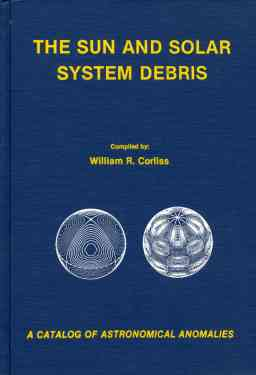 THE SUN AND SOLAR
SYSTEM DEBRIS
Compiled by:
William R. Corliss
A CATALOG OF ASTRONOMICAL ANOMALIES